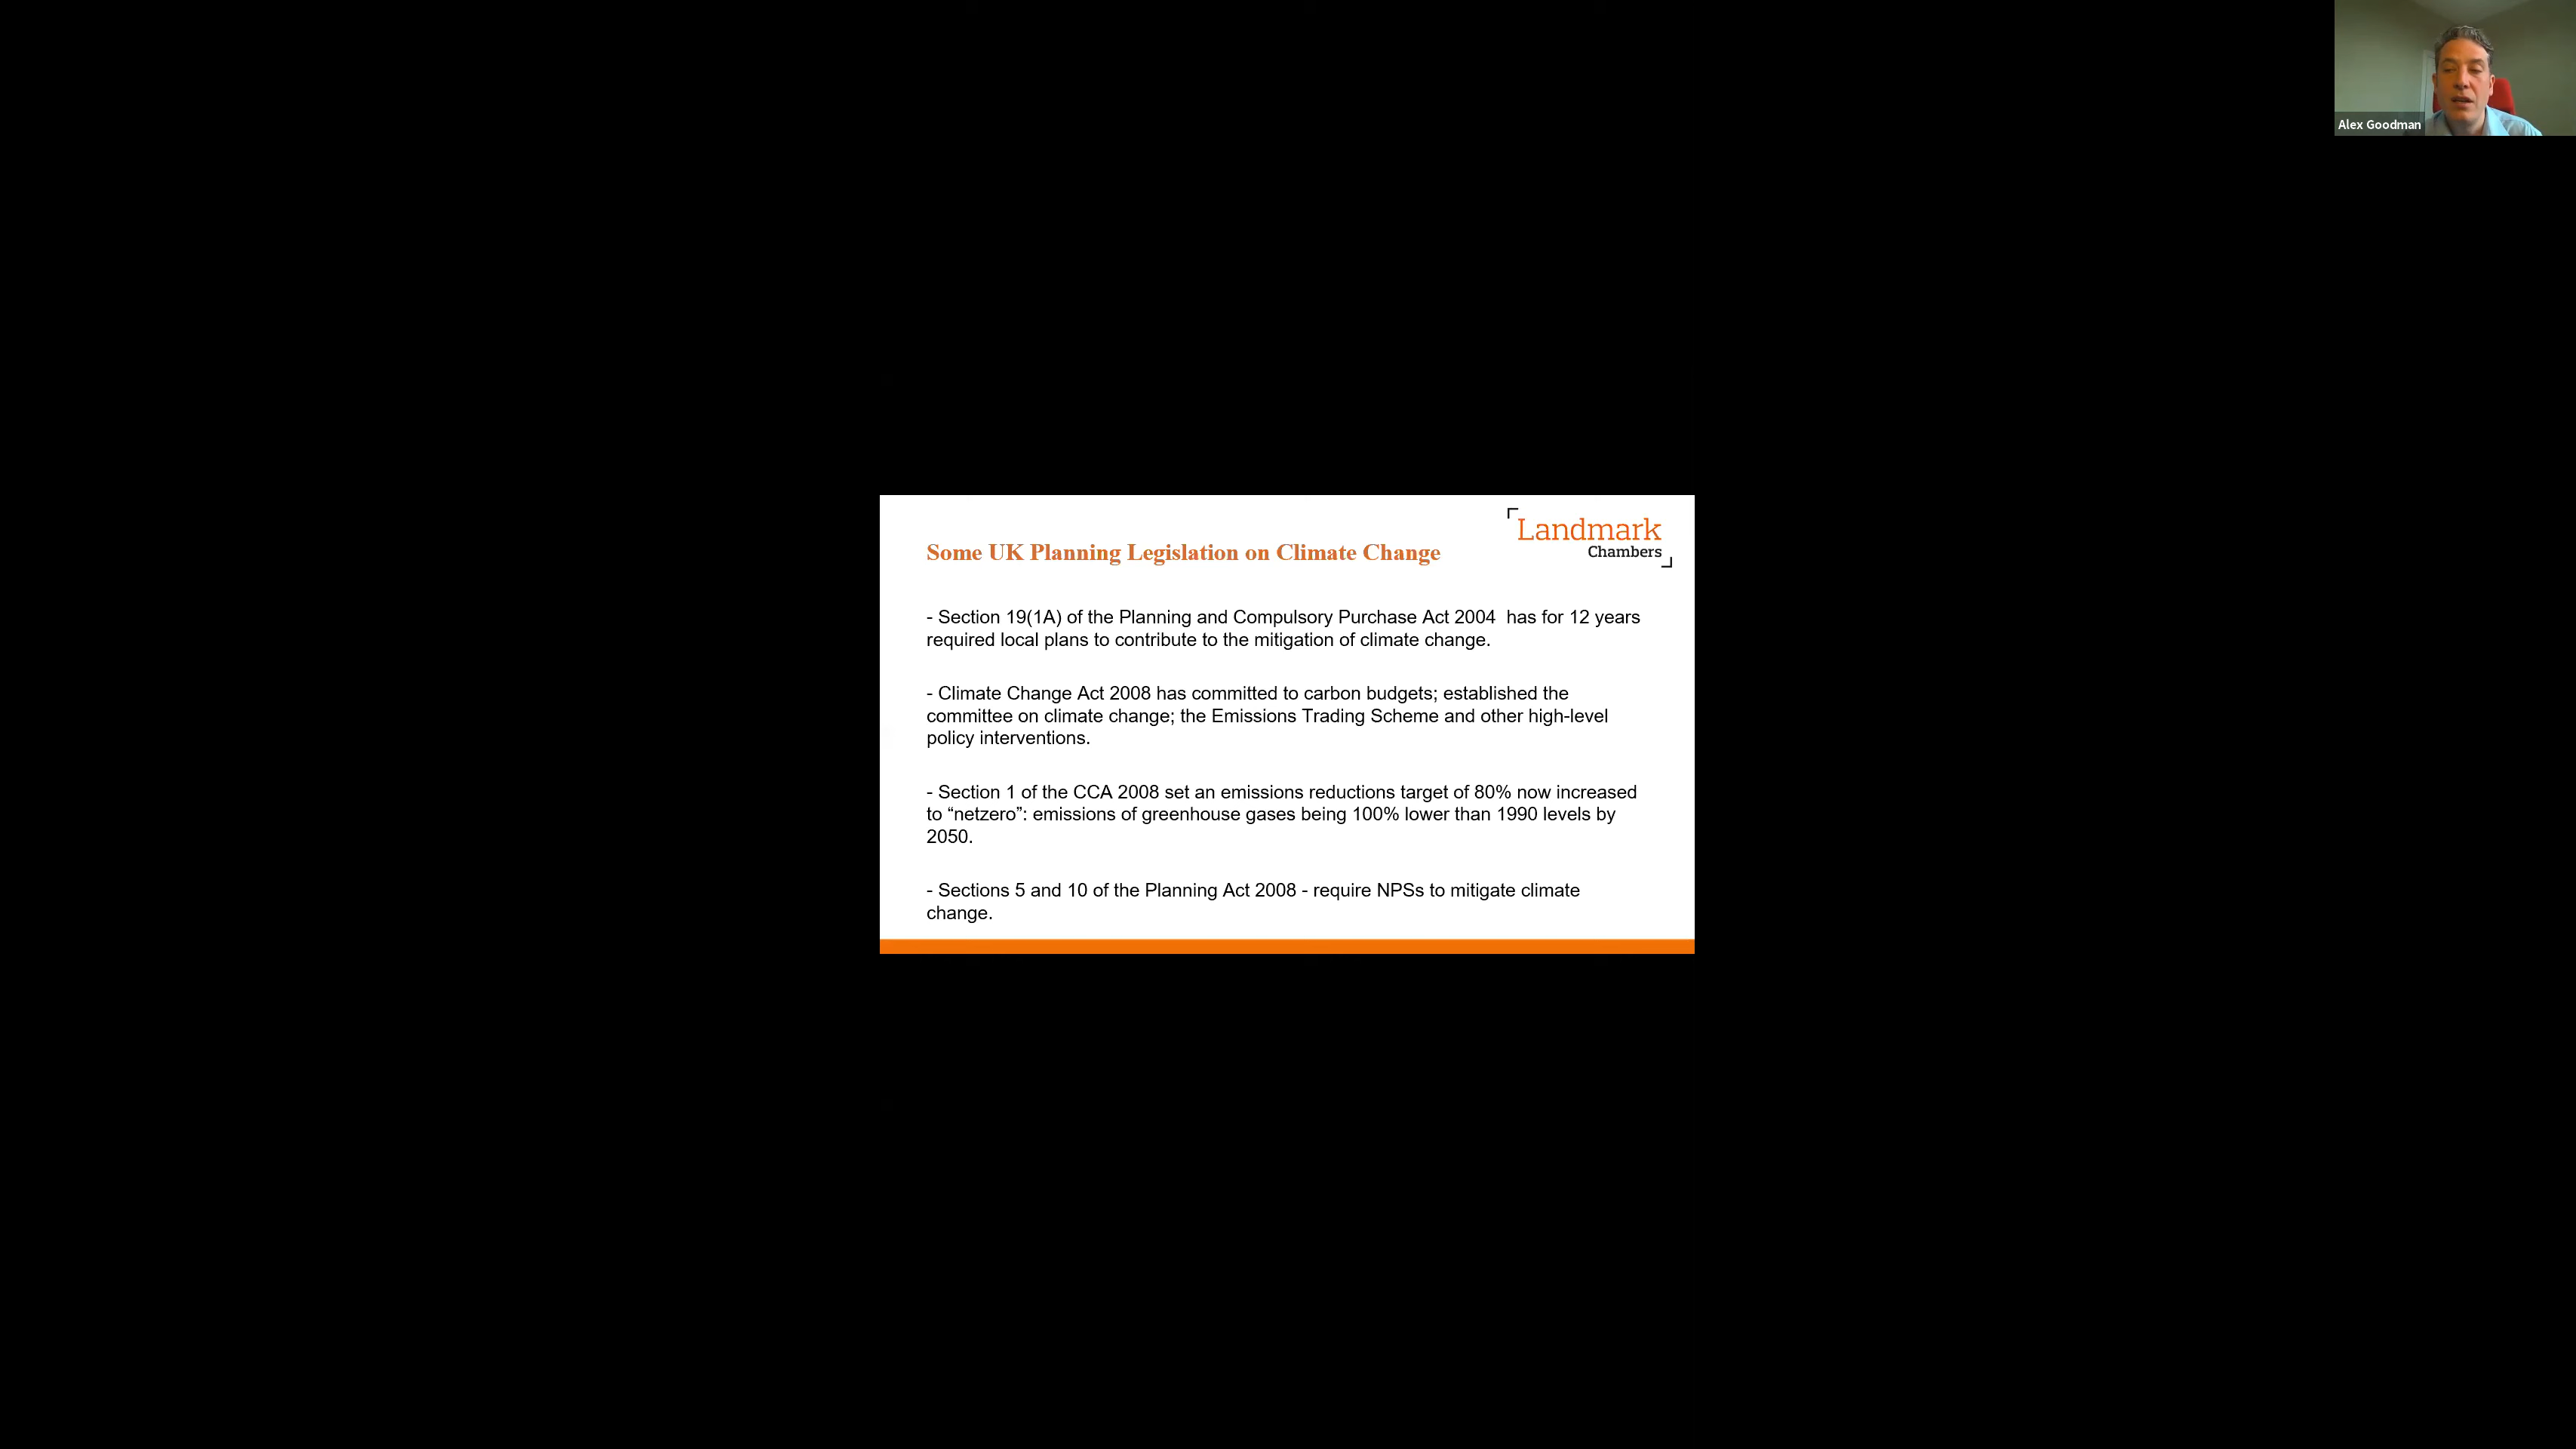 Alex Goodman
Landmark
Chambers
Some UK Planning Legislation on Climate Change
- Section 19(1A) of the Planning and Compulsory Purchase Act 2004  has for 12 years
required local plans to contribute to the mitigation of climate change.
- Climate Change Act 2008 has committed to carbon budgets; established the
committee on climate change; the Emissions Trading Scheme and other high-level
policy interventions.
- Section 1 of the CCA 2008 set an emissions reductions target of 80% now increased
to “netzero”: emissions of greenhouse gases being 100% lower than 1990 levels by
2050.
- Sections 5 and 10 of the Planning Act 2008 - require NPSs to mitigate climate
change.